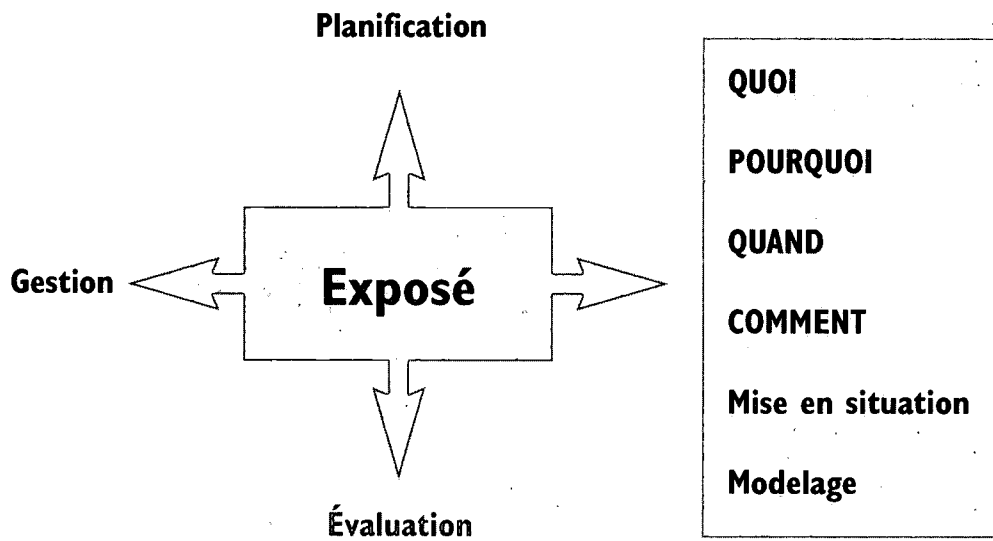 Planification
Gestion
Exposé
Évaluation
QUOI
POURQUOI
QUAND
COMMENT
Mise en situation
Modelage